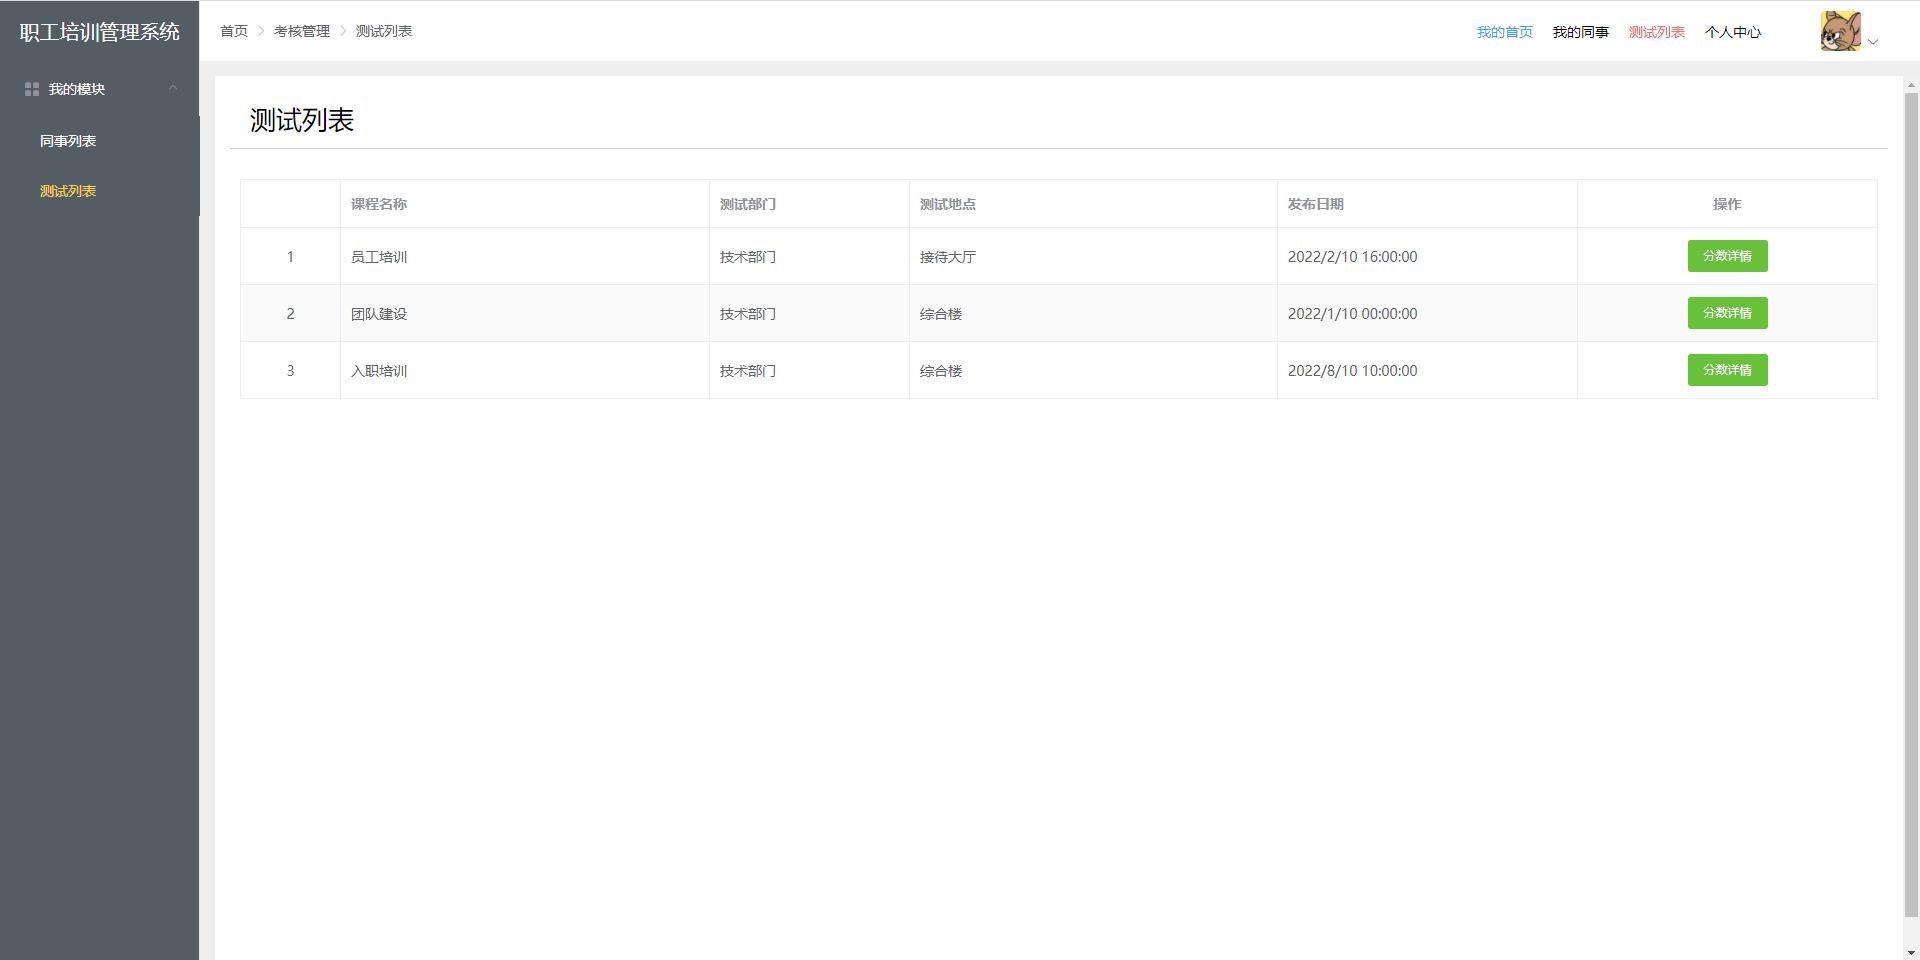 职工培训管理系统
首页 考核管理 测试列表
我的首页 我的同事 测试列表 个人中心
我的模块
同事列表
测试列表
测试列表
课程名称 测试部门 测试地点 发布日期 操作
1 员工培训 技术部门 接待大厅 2022/2/10 16:00:00 分数详情
2 团队建设 技术部门 综合楼 2022/1/10 00:00:00 分数详情
3 入职培训 技术部门 综合楼 2022/8/10 10:00:00 分数详情